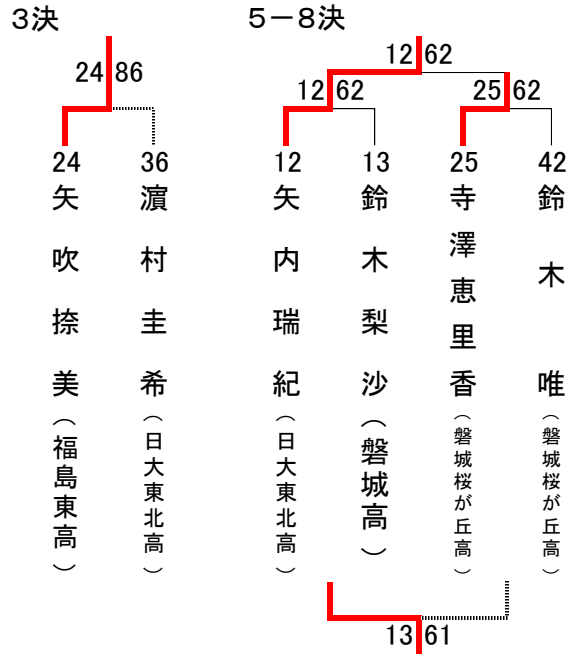 3決
5－8決
12 62
24 86
12 62
25 62
24
36
12
13
25
42
矢吹捺美（福島東高）
濵村圭希（日大東北高）
矢内瑞紀（日大東北高）
鈴木梨沙（磐城高）
寺澤恵里香（磐城桜が丘高）
鈴木唯（磐城桜が丘高）
13 61